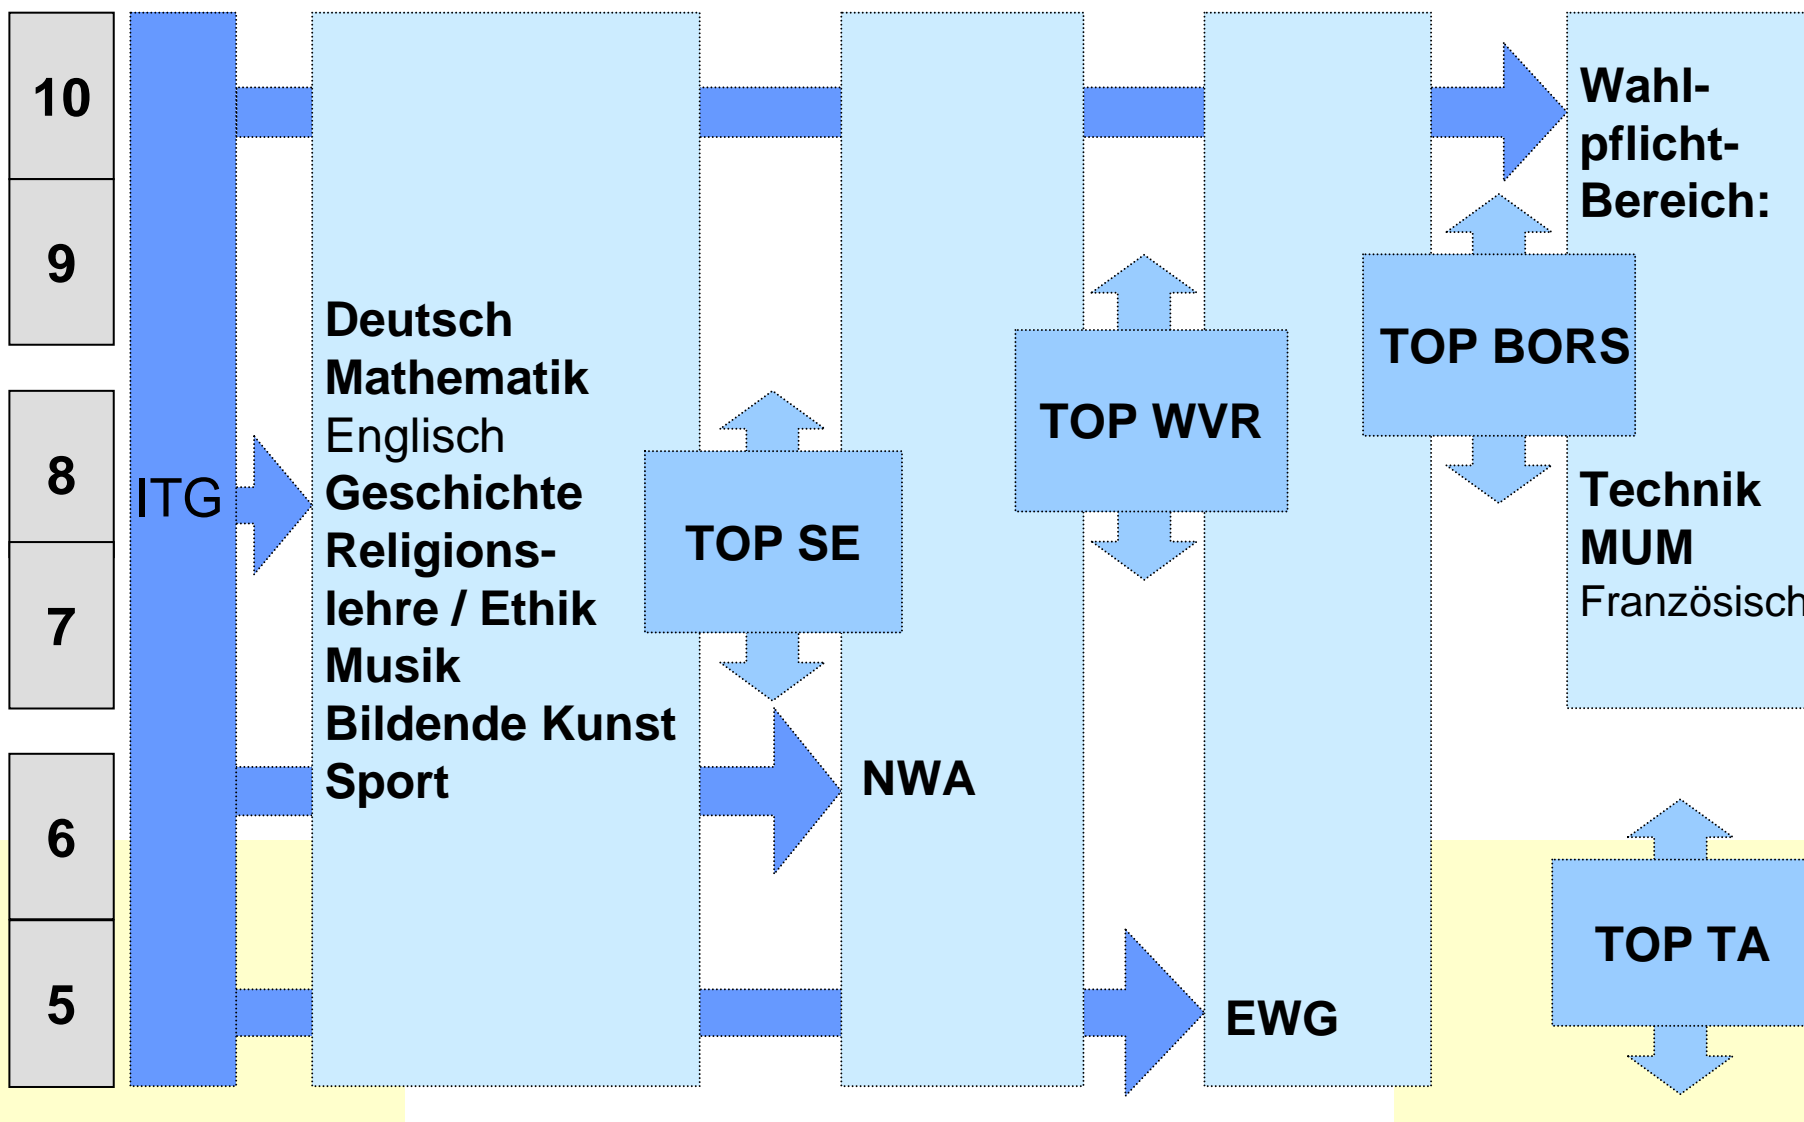 10
9
8
7
6
5
ITG
Deutsch
Mathematik
Englisch
Geschichte
Religions-
lehre / Ethik
Musik
Bildende Kunst
Sport
TOP SE
NWA
TOP WVR
EWG
TOP BORS
Wahl-
pflicht-
Bereich:
Technik
MUM
Französisch
TOP TA